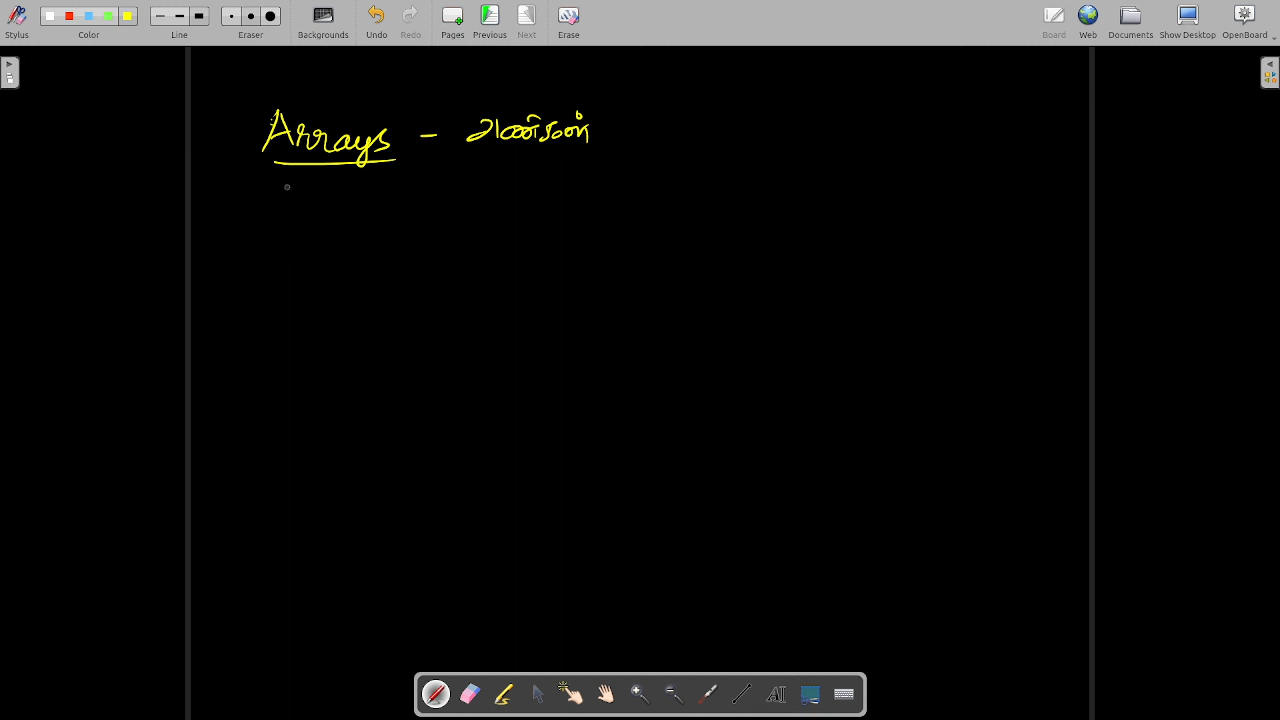 Stylus Color Line Eraser Backgrounds Undo Redo Pages Previous Next Erase Board Web Documents Show Desktop OpenBoard
Arrays - அணிகள்